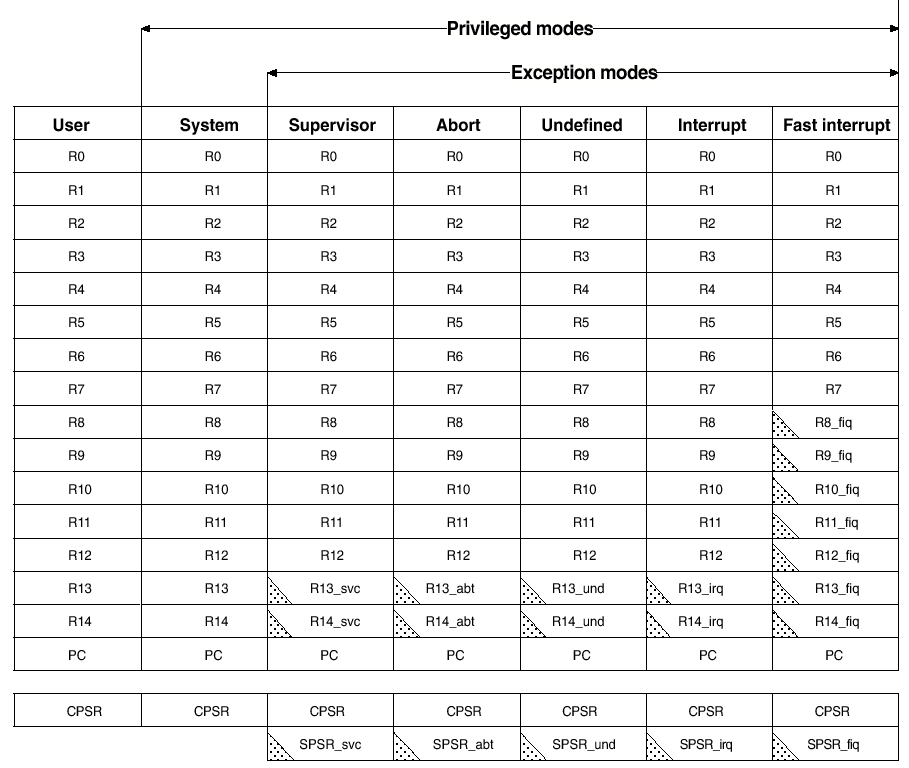 Privileged modes
Exception modes
User System Supervisor Abort Undefined Interrupt Fast interrupt
R0 R0 R0 R0 R0 R0 R0
R1 R1 R1 R1 R1 R1 R1
R2 R2 R2 R2 R2 R2 R2
R3 R3 R3 R3 R3 R3 R3
R4 R4 R4 R4 R4 R4 R4
R5 R5 R5 R5 R5 R5 R5
R6 R6 R6 R6 R6 R6 R6
R7 R7 R7 R7 R7 R7 R7
R8 R8 R8 R8 R8 R8 R8_fiq
R9 R9 R9 R9 R9 R9 R9_fiq
R10 R10 R10 R10 R10 R10 R10_fiq
R11 R11 R11 R11 R11 R11 R11_fiq
R12 R12 R12 R12 R12 R12 R12_fiq
R13 R13 R13_svc R13_abt R13_und R13_irq R13_fiq
R14 R14 R14_svc R14_abt R14_und R14_irq R14_fiq
PC PC PC PC PC PC PC
CPSR CPSR CPSR CPSR CPSR CPSR CPSR
SPSR_svc SPSR_abt SPSR_und SPSR_irq SPSR_fiq